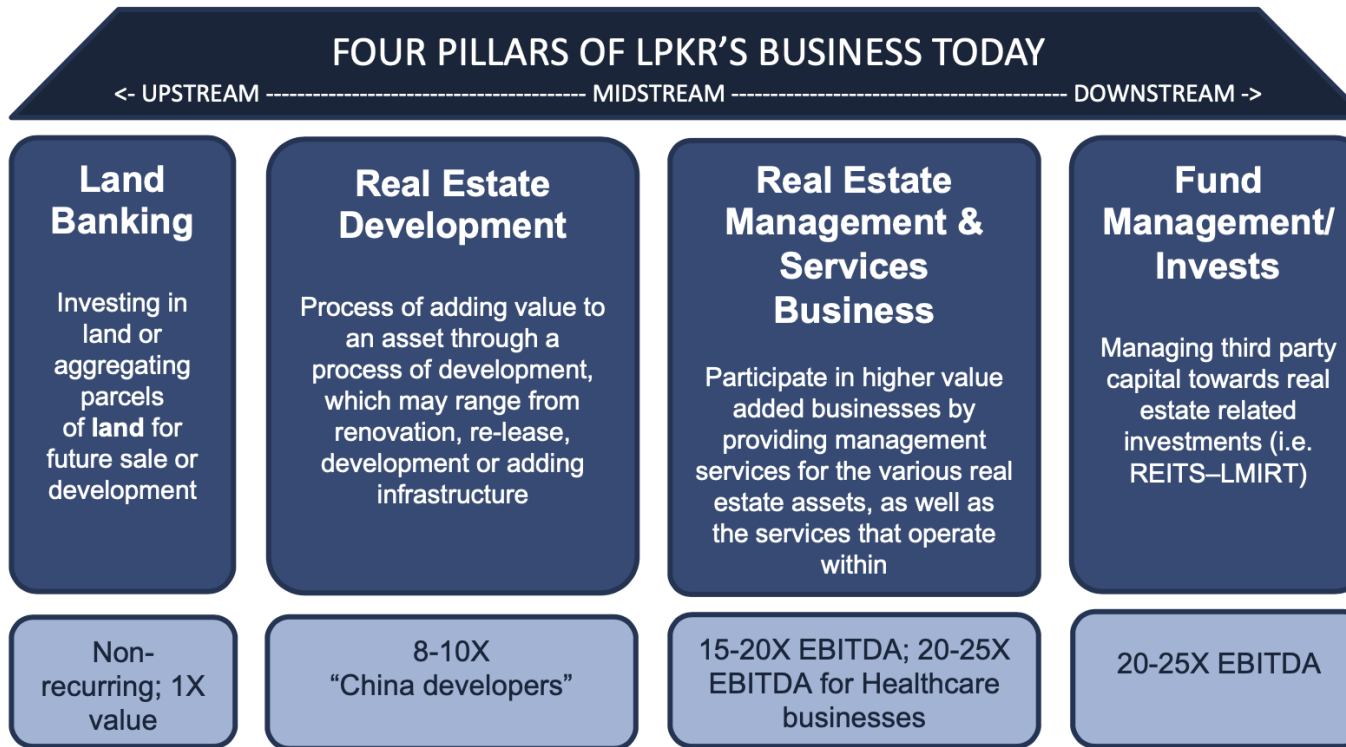 FOUR PILLARS OF LPKR’S BUSINESS TODAY
<- UPSTREAM ----------------------------------------- MIDSTREAM ------------------------------------------- DOWNSTREAM ->
Land
Banking
Investing in
land or
aggregating
parcels
of land for
future sale or
development
Non-
recurring; 1X
value
Real Estate
Development
Process of adding value to
an asset through a
process of development,
which may range from
renovation, re-lease,
development or adding
infrastructure
8-10X
“China developers”
Real Estate
Management &
Services
Business
Participate in higher value
added businesses by
providing management
services for the various real
estate assets, as well as
the services that operate
within
15-20X EBITDA; 20-25X
EBITDA for Healthcare
businesses
Fund
Management/
Invests
Managing third party
capital towards real
estate related
investments (i.e.
REITS–LMIRT)
20-25X EBITDA